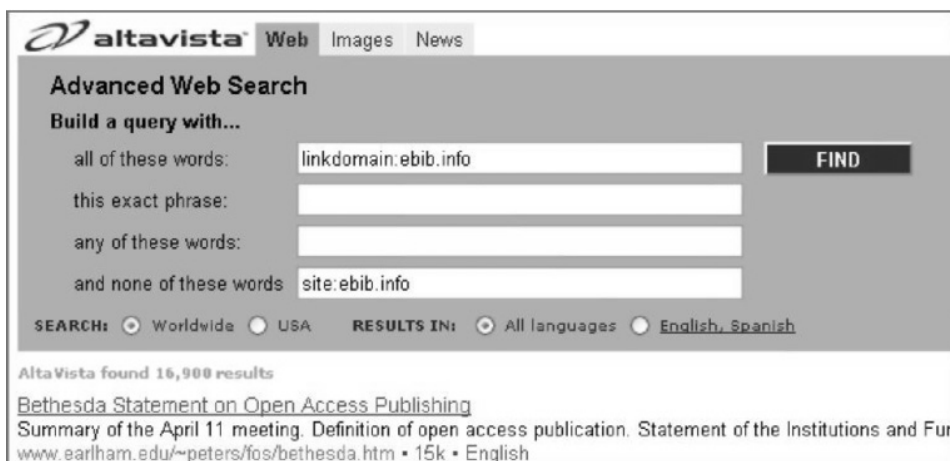 altavista Web Images News
Advanced Web Search
Build a query with...
all of these words: linkdomain:ebib.info FIND
this exact phrase:
any of these words:
and none of these words site:ebib.info
SEARCH: Worldwide USA RESULTS IN: All languages English, Spanish
AltaVista found 16,900 results
Bethesda Statement on Open Access Publishing
Summary of the April 11 meeting. Definition of open access publication. Statement of the Institutions and
www.earlham.edu/~peters/fos/bethesda.htm • 15k • English